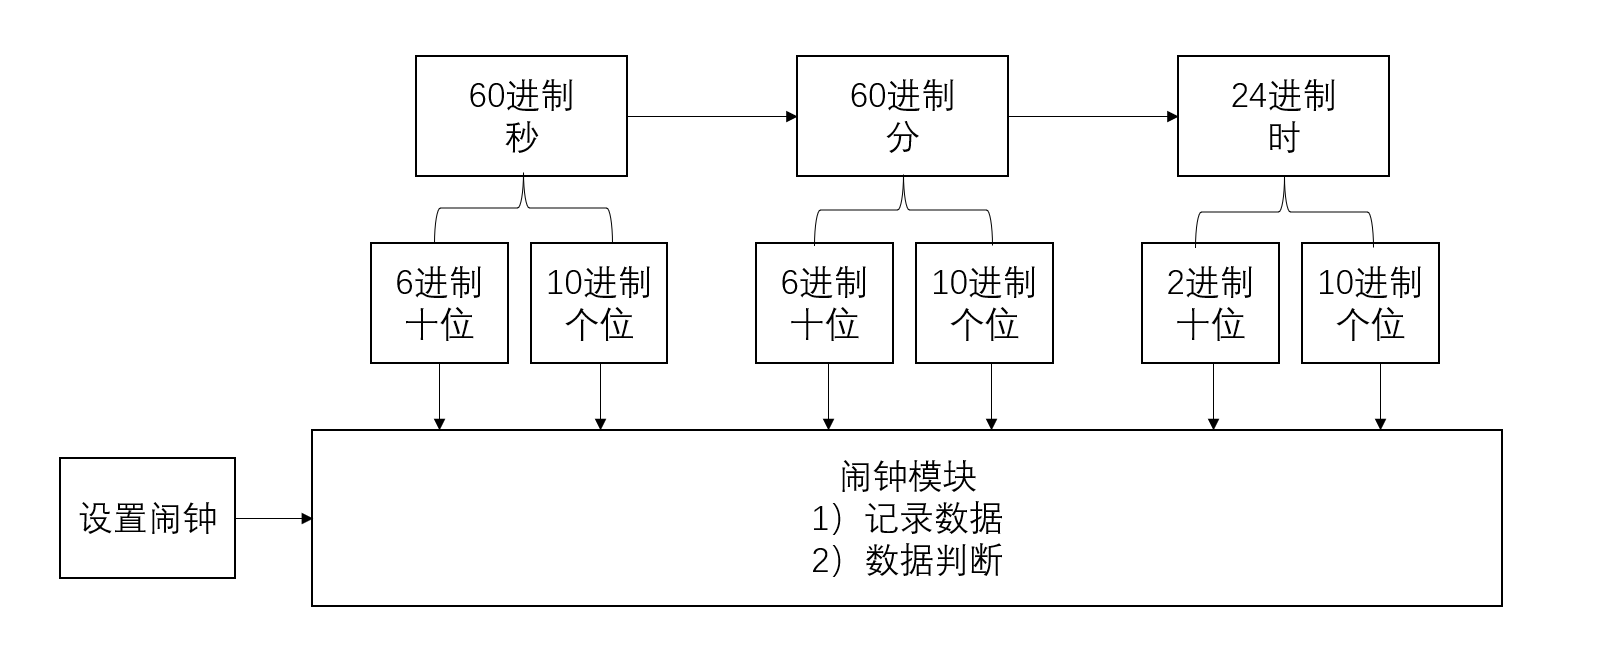 60进制
秒
60进制
分
24进制
时
6进制
十位
10进制
个位
6进制
十位
10进制
个位
2进制
十位
10进制
个位
设置闹钟
闹钟模块
1）记录数据
2）数据判断